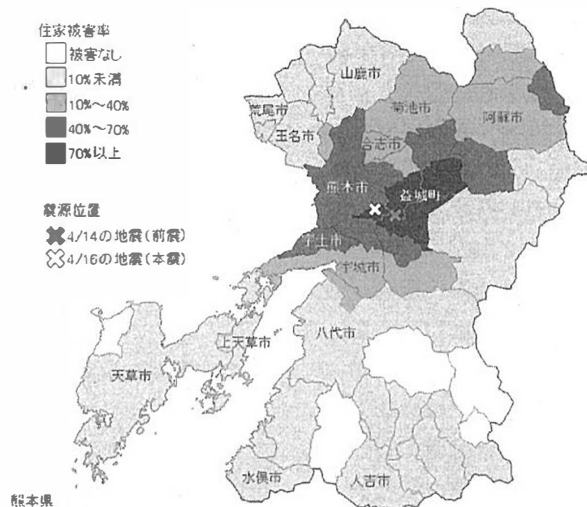 住家被害率
被害なし
10%未満
10%~40%
40%~70%
70%以上
震源位置
4/14の地震(前震)
4/16の地震(本震)
山鹿市
菊池市
阿蘇市
荒尾市
玉名市
合志市
熊本市
益城町
宇土市
宇城市
八代市
上天草市
天草市
水俣市
人吉市
熊本県